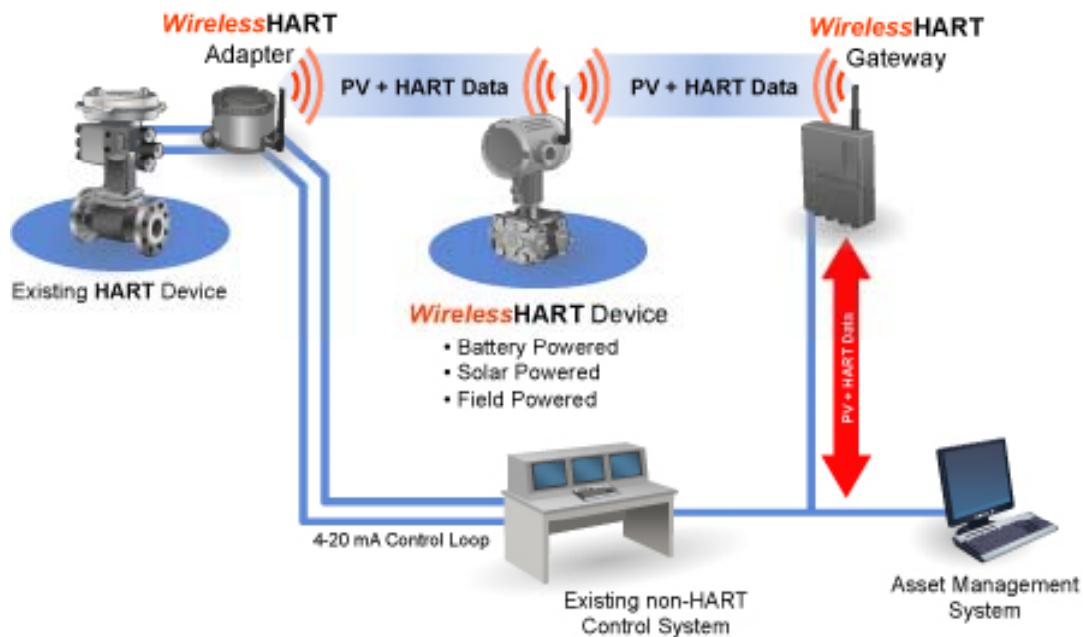 WirelessHART
Adapter
PV + HART Data
PV + HART Data
WirelessHART
Gateway
Existing HART Device
WirelessHART Device
• Battery Powered
• Solar Powered
• Field Powered
PV + HART Data
4-20 mA Control Loop
Existing non-HART
Control System
Asset Management
System